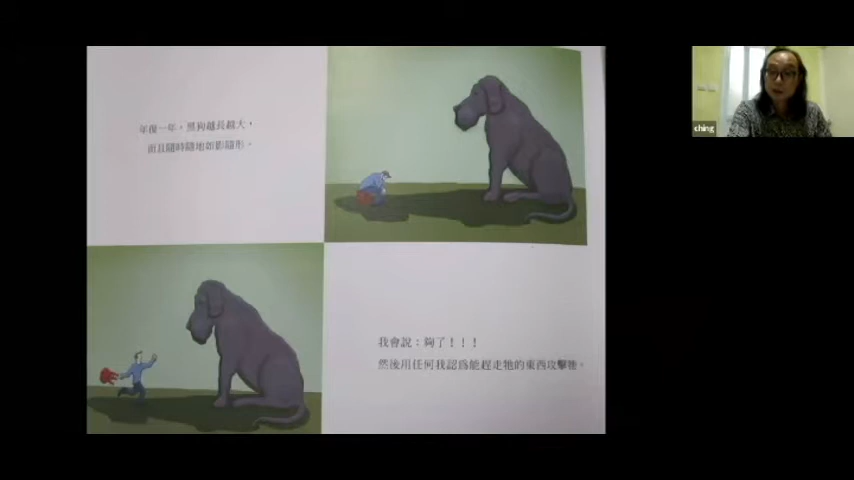 年復一年，黑狗越長越大，
而且隨時隨地如影隨形。
我會說：夠了！！！
然後用任何我認為能趕走牠的東西攻擊牠。
ching